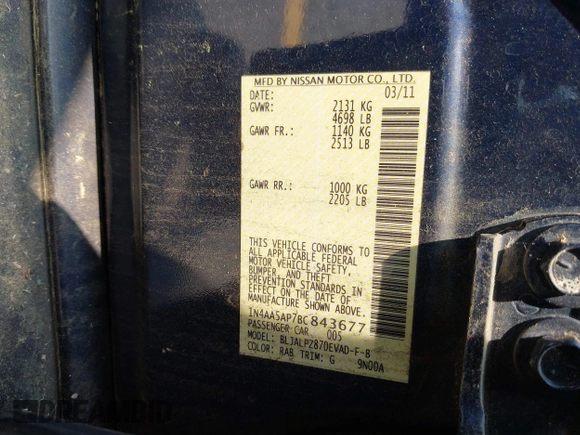 MFD BY NISSAN MOTOR CO., LTD.
DATE: 03/11
GVWR: 2131 KG
4698 LB
GAWR FR.: 1140 KG
2513 LB
GAWR RR.: 1000 KG
2205 LB
THIS VEHICLE CONFORMS TO
ALL APPLICABLE FEDERAL
MOTOR VEHICLE SAFETY,
BUMPER, AND THEFT
PREVENTION STANDARDS IN
EFFECT ON THE DATE OF
MANUFACTURE SHOWN ABOVE.
1N4AA5AP7BC843677
PASSENGER CAR 005
MODEL: BLJALPZ870EVAD-F-B
COLOR: RAB TRIM: G 9N00A
DREAMBID